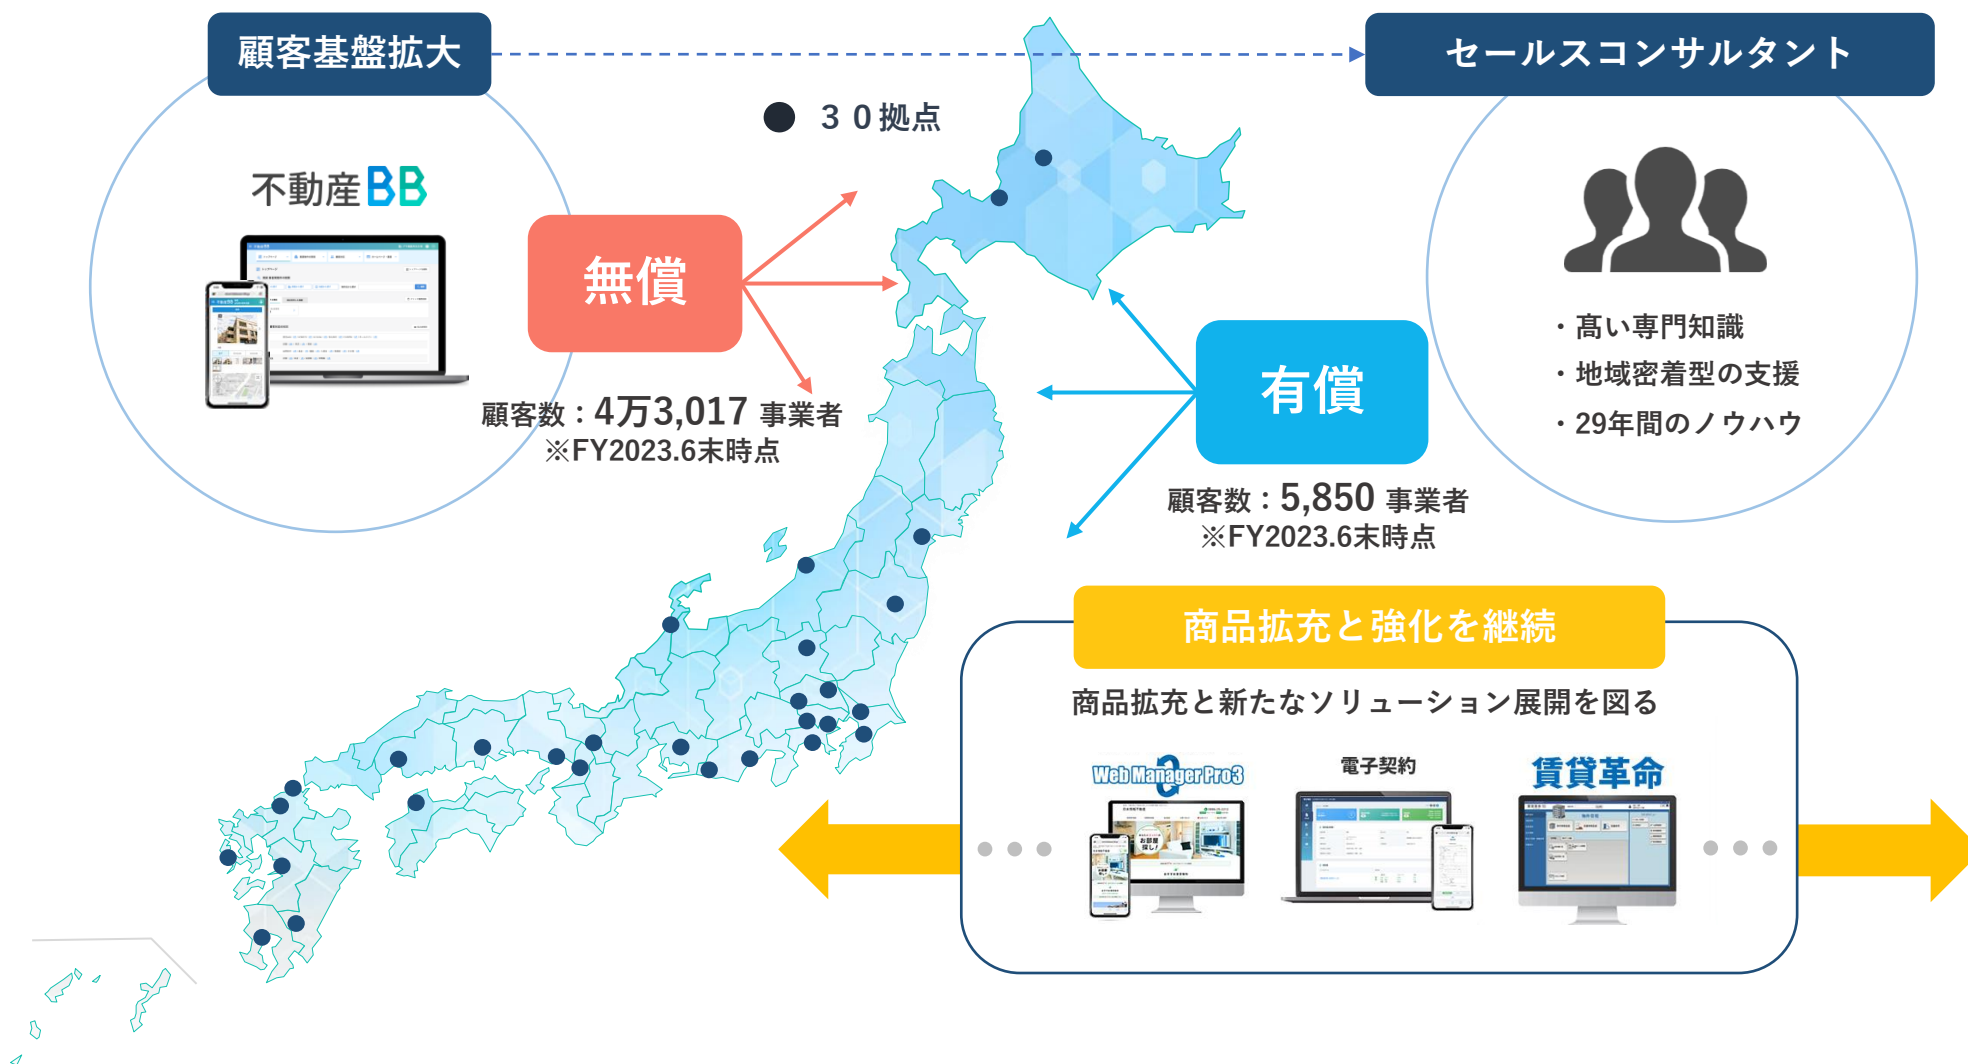 顧客基盤拡大
セールスコンサルタント
３０拠点
不動産BB
無償
顧客数：4万3,017 事業者
※FY2023.6末時点
有償
顧客数：5,850 事業者
※FY2023.6末時点
・高い専門知識
・地域密着型の支援
・29年間のノウハウ
商品拡充と強化を継続
商品拡充と新たなソリューション展開を図る
Web Manager Pro3
電子契約
賃貸革命
お部屋
探し!